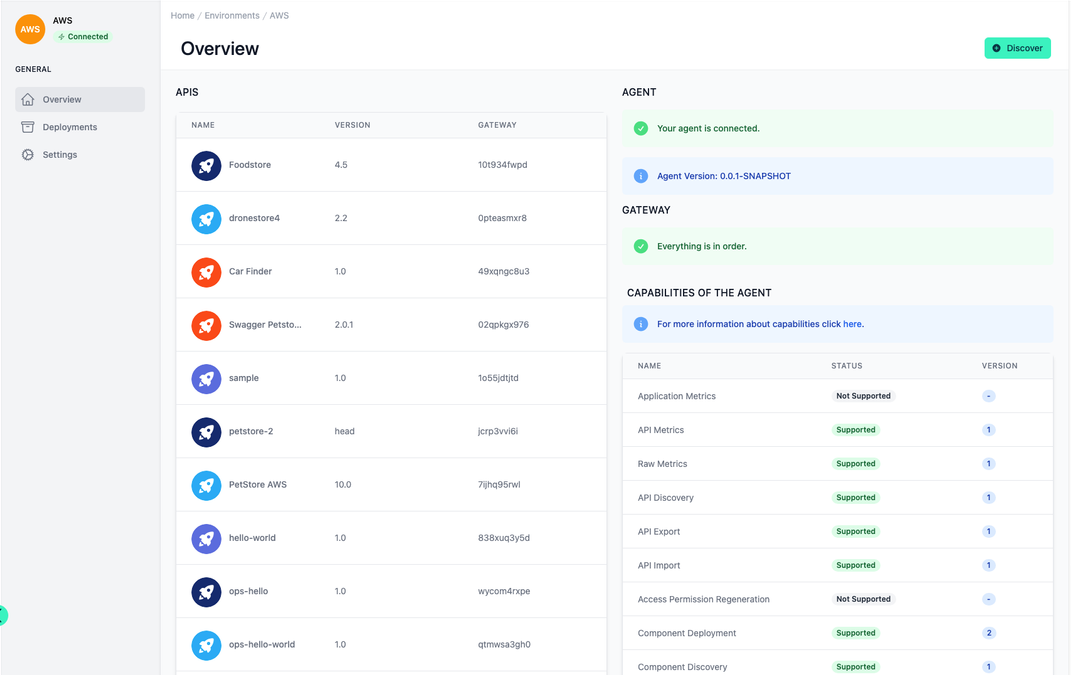 AWS
AWS
Connected
GENERAL
Overview
Deployments
Settings
Home / Environments / AWS
Overview
Discover
APIS
NAME VERSION GATEWAY
Foodstore 4.5 10t934fwpd
dronestore4 2.2 0pteasmxr8
Car Finder 1.0 49xqngc8u3
Swagger Petsto... 2.0.1 02qpkgx976
sample 1.0 1o55jdtjtd
petstore-2 head jcrp3vvi6i
PetStore AWS 10.0 7ijhq95rwl
hello-world 1.0 838xuq3y5d
ops-hello 1.0 wycom4rxpe
ops-hello-world 1.0 qtmwsa3gh0
AGENT
Your agent is connected.
Agent Version: 0.0.1-SNAPSHOT
GATEWAY
Everything is in order.
CAPABILITIES OF THE AGENT
For more information about capabilities click here.
NAME STATUS VERSION
Application Metrics Not Supported -
API Metrics Supported 1
Raw Metrics Supported 1
API Discovery Supported 1
API Export Supported 1
API Import Supported 1
Access Permission Regeneration Not Supported -
Component Deployment Supported 2
Component Discovery Supported 1